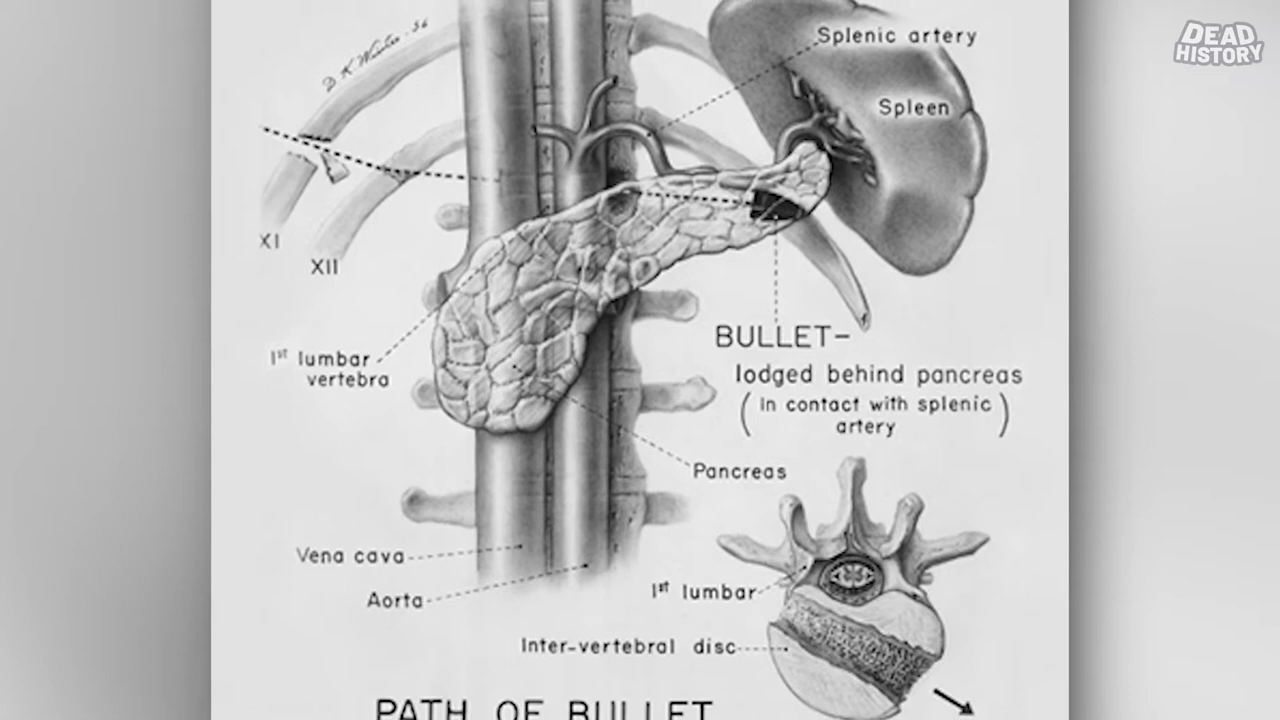 DEAD
HISTORY
Splenic artery
Spleen
XI
XII
1st lumbar
vertebra
BULLET-
lodged behind pancreas
(In contact with splenic
artery)
Pancreas
Vena cava
Aorta
1st lumbar
Inter-vertebral disc
PATH OF BULLET